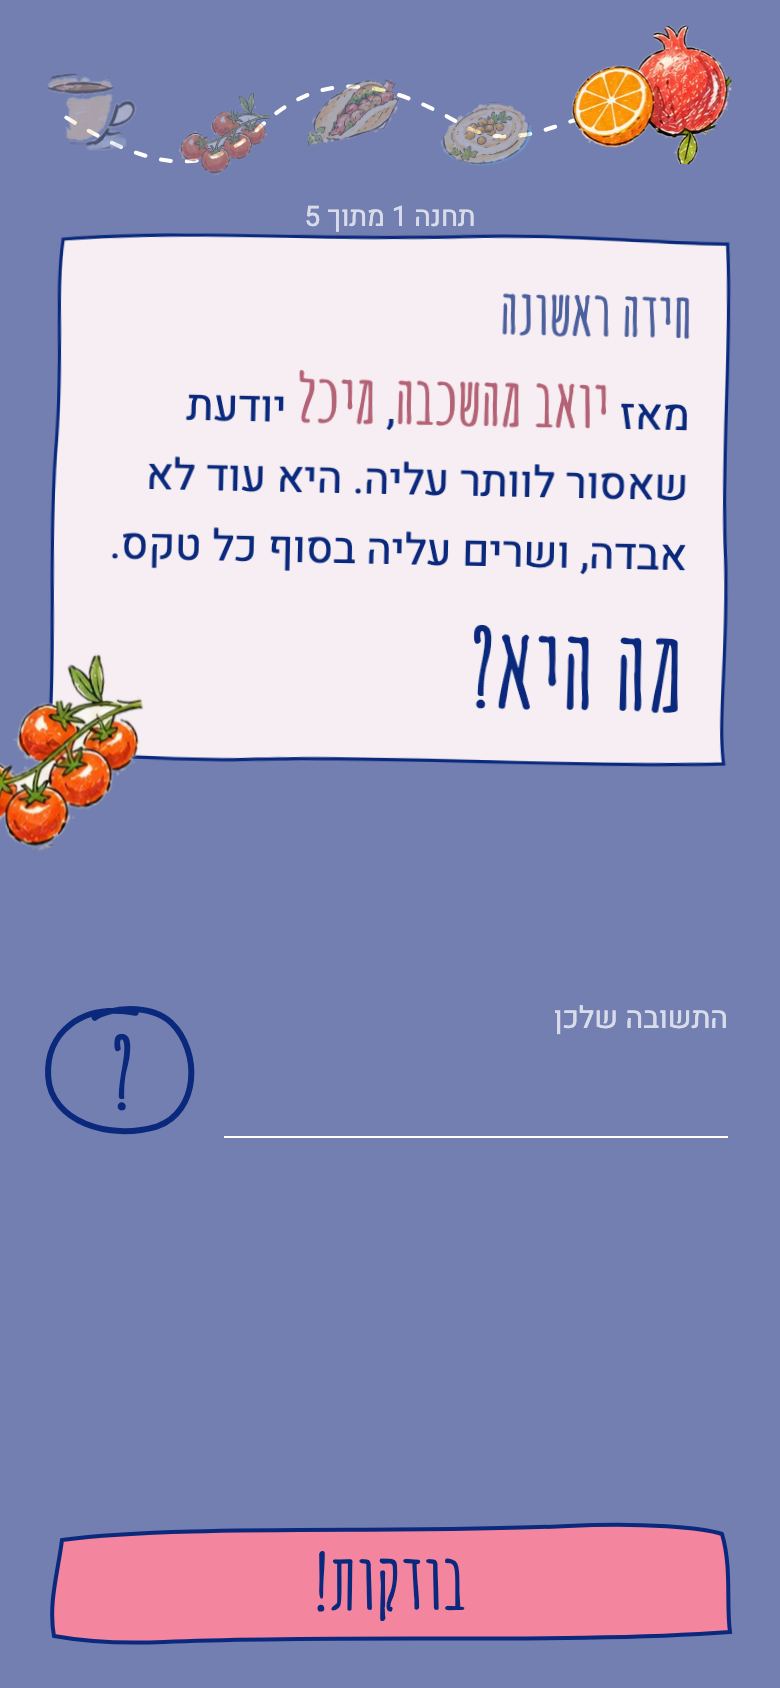 תחנה 1 מתוך 5
חידה ראשונה
מאז יואב מהשכבה, מיכל יודעת
שאסור לוותר עליה. היא עוד לא
אבדה, ושרים עליה בסוף כל טקס.
מה היא?
התשובה שלכן
?
בודקות!